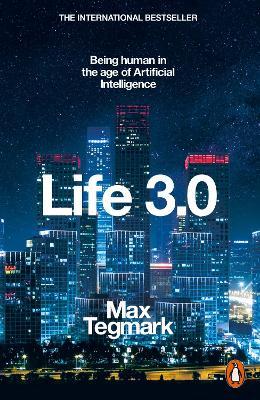 THE INTERNATIONAL BESTSELLER
Being human in
the age of Artificial
Intelligence
Life 3.0
Max
Tegmark